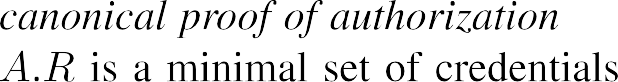 canonical proof of authorization
A.R is a minimal set of credentials